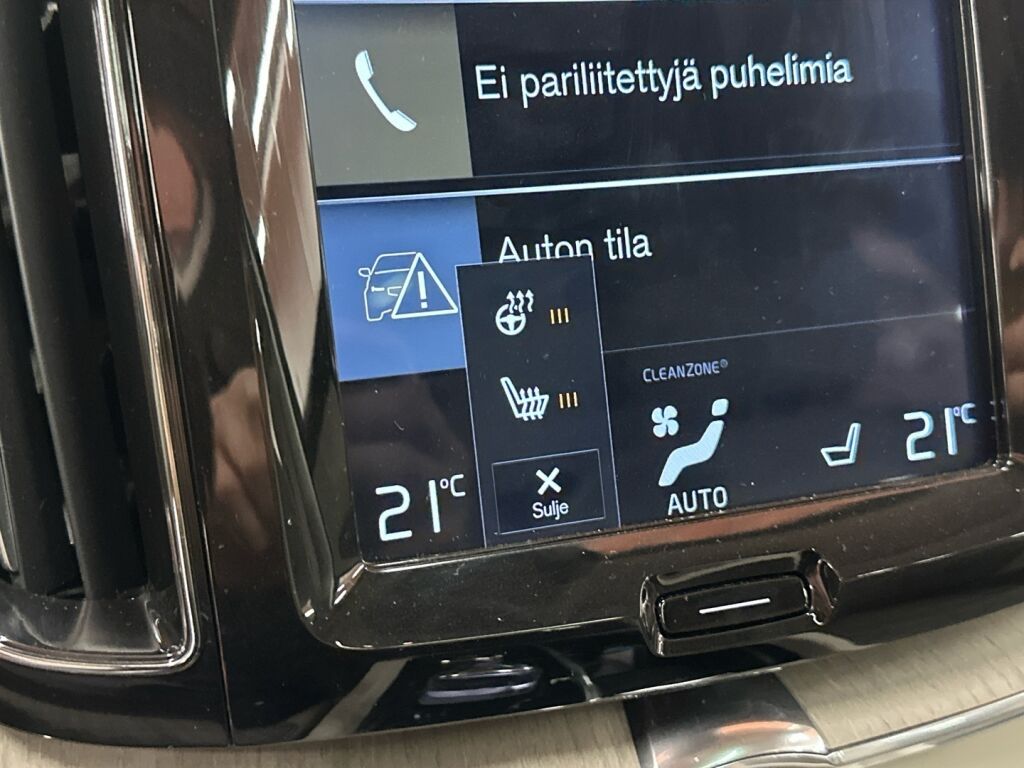 Ei pariliitettyjä puhelimia
Auton tila
CLEANZONE®
21°C
Sulje
AUTO
21°C